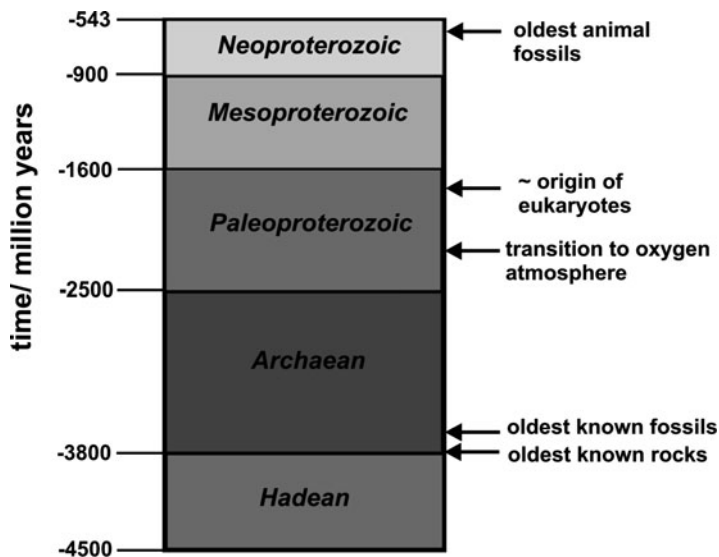 -543
oldest animal
fossils
Neoproterozoic
-900
Mesoproterozoic
-1600
~ origin of
eukaryotes
Paleoproterozoic
transition to oxygen
atmosphere
-2500
Archaean
oldest known fossils
-3800
oldest known rocks
Hadean
-4500
time/ million years